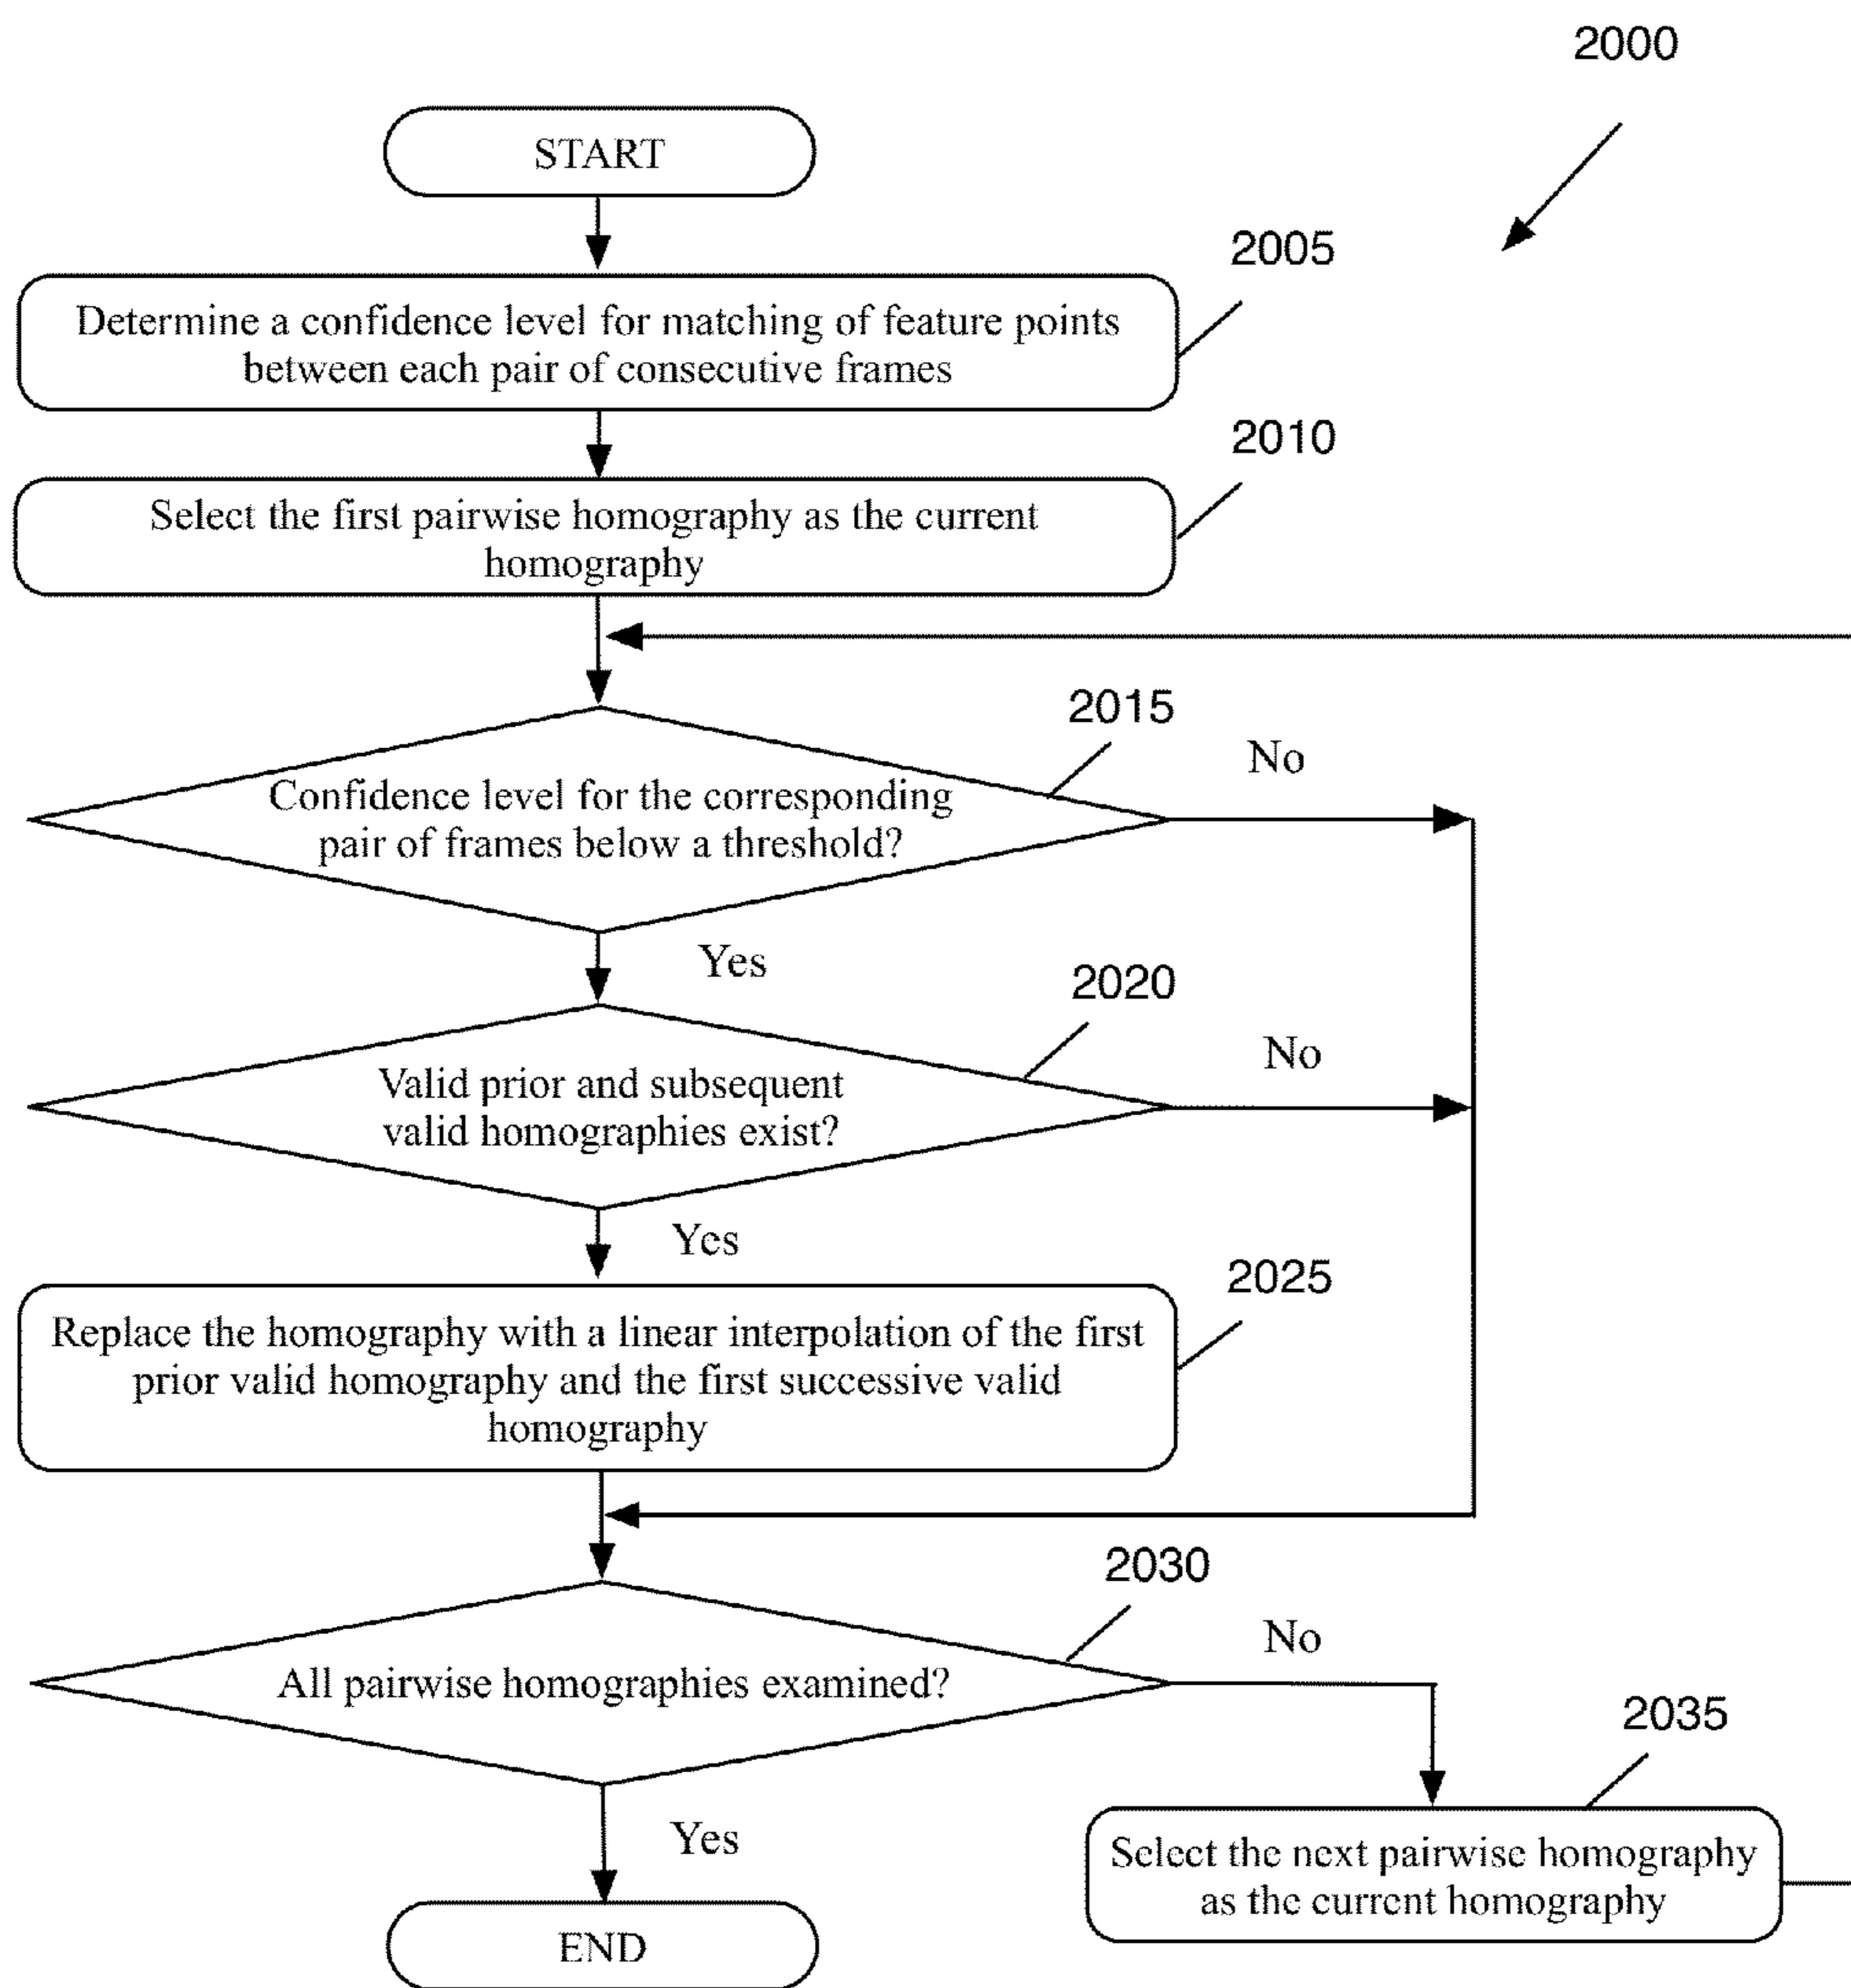 2000
START
2005
Determine a confidence level for matching of feature points
between each pair of consecutive frames
2010
Select the first pairwise homography as the current
homography
2015
No
Confidence level for the corresponding
pair of frames below a threshold?
Yes
2020
No
Valid prior and subsequent
valid homographies exist?
Yes
2025
Replace the homography with a linear interpolation of the first
prior valid homography and the first successive valid
homography
2030
No
All pairwise homographies examined?
2035
Yes
Select the next pairwise homography
as the current homography
END